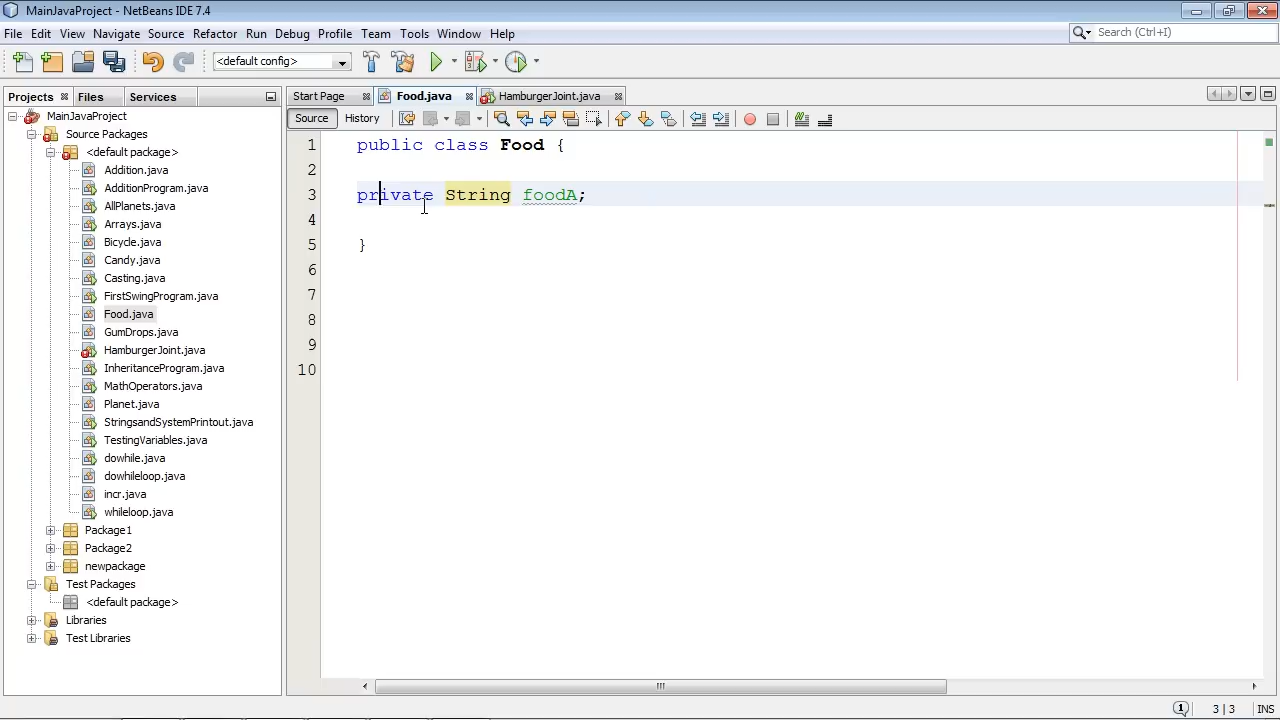 MainJavaProject - NetBeans IDE 7.4
File Edit View Navigate Source Refactor Run Debug Profile Team Tools Window Help
Search (Ctrl+I)
<default config>
Projects Files Services
Start Page Food.java HamburgerJoint.java
Source History
MainJavaProject
Source Packages
<default package>
Addition.java
AdditionProgram.java
AllPlanets.java
Arrays.java
Bicycle.java
Candy.java
Casting.java
FirstSwingProgram.java
Food.java
GumDrops.java
HamburgerJoint.java
InheritanceProgram.java
MathOperators.java
Planet.java
StringsandSystemPrintout.java
TestingVariables.java
dowhile.java
dowhileloop.java
incr.java
whileloop.java
Package1
Package2
newpackage
Test Packages
<default package>
Libraries
Test Libraries
1 public class Food {
2
3 private String foodA;
4
5 }
6
7
8
9
10
3 | 3 INS